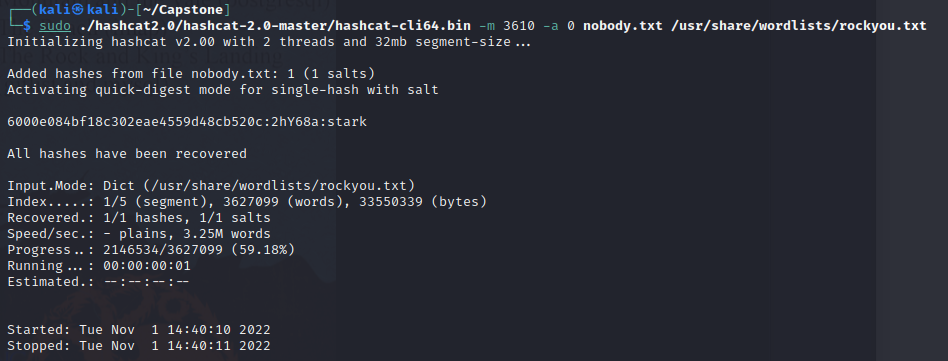 ┌──(kali㉿kali)-[~/Capstone]
└─$ sudo ./hashcat2.0/hashcat-2.0-master/hashcat-cli64.bin -m 3610 -a 0 nobody.txt /usr/share/wordlists/rockyou.txt
Initializing hashcat v2.00 with 2 threads and 32mb segment-size...
Added hashes from file nobody.txt: 1 (1 salts)
Activating quick-digest mode for single-hash with salt
6000e084bf18c302eae4559d48cb520c:2hY68a:stark
All hashes have been recovered
Input.Mode: Dict (/usr/share/wordlists/rockyou.txt)
Index.....: 1/5 (segment), 3627099 (words), 33550339 (bytes)
Recovered.: 1/1 hashes, 1/1 salts
Speed/sec.: - plains, 3.25M words
Progress..: 2146534/3627099 (59.18%)
Running...: 00:00:00:01
Estimated.: --:--:--:--
Started: Tue Nov  1 14:40:10 2022
Stopped: Tue Nov  1 14:40:11 2022